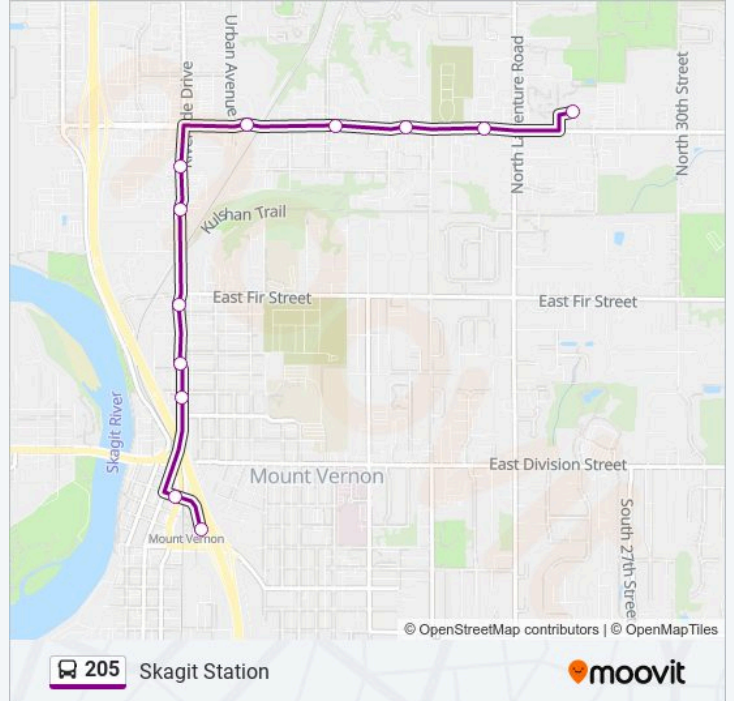 Urban Avenue
North Laventure Road
North 30th Street
Kulshan Trail
East Fir Street
East Fir Street
Skagit River
East Division Street
Mount Vernon
South 27th Stree
Mount Vernon
© OpenStreetMap contributors | © OpenMapTiles
205 Skagit Station
moovit